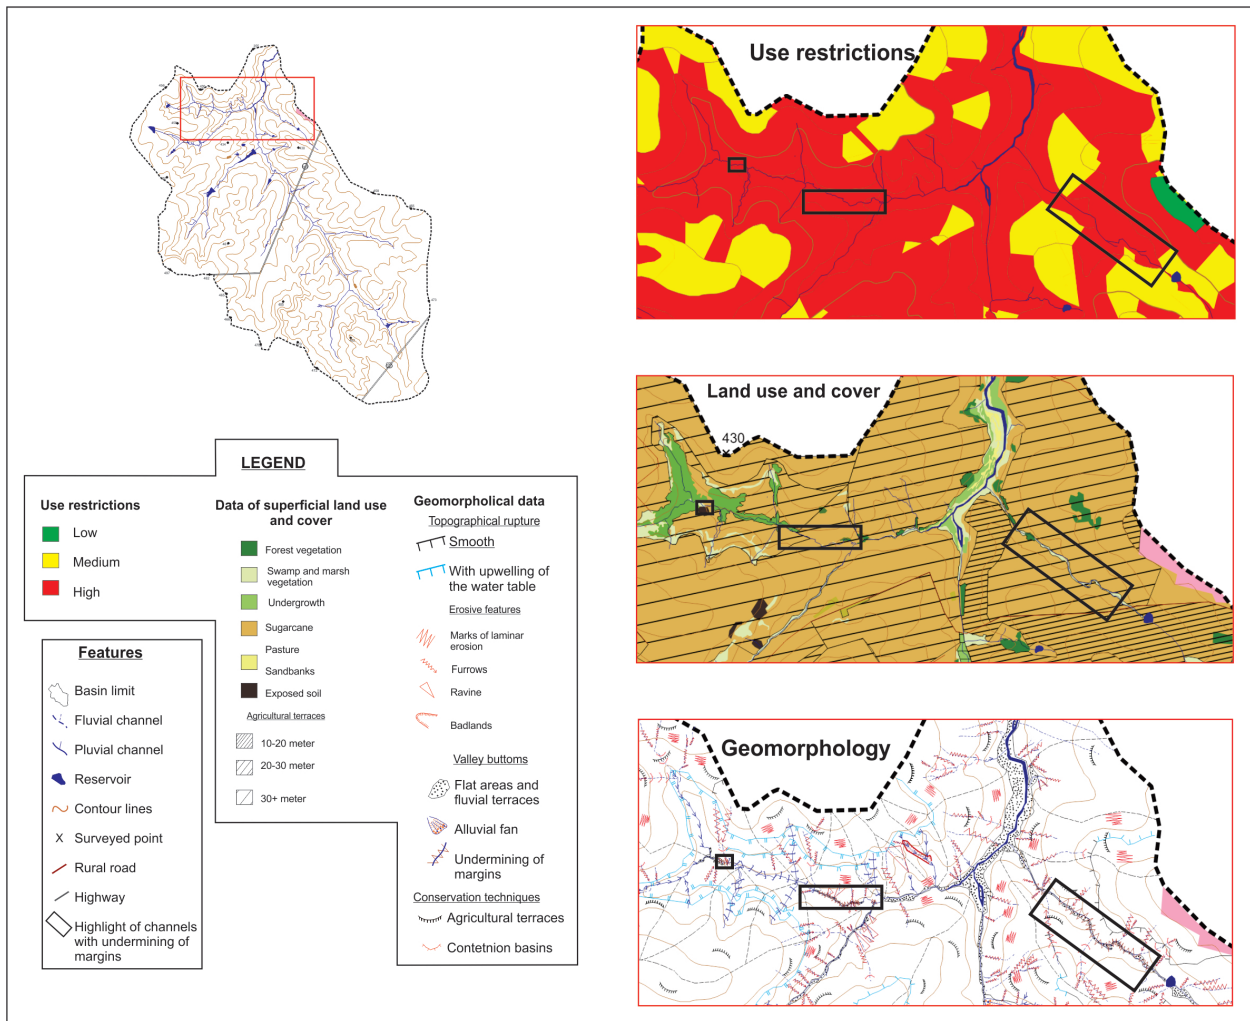 Use restrictions
Land use and cover
430
Geomorphology
LEGEND
Use restrictions
Low
Medium
High
Features
Basin limit
Fluvial channel
Pluvial channel
Reservoir
Contour lines
Surveyed point
Rural road
Highway
Highlight of channels
with undermining of
margins
Data of superficial land use
and cover
Forest vegetation
Swamp and marsh
vegetation
Undergrowth
Sugarcane
Pasture
Sandbanks
Exposed soil
Agricultural terraces
10-20 meter
20-30 meter
30+ meter
Geomorpholical data
Topographical rupture
Smooth
With upwelling of
the water table
Erosive features
Marks of laminar
erosion
Furrows
Ravine
Badlands
Valley buttoms
Flat areas and
fluvial terraces
Alluvial fan
Undermining of
margins
Conservation techniques
Agricultural terraces
Contetnion basins